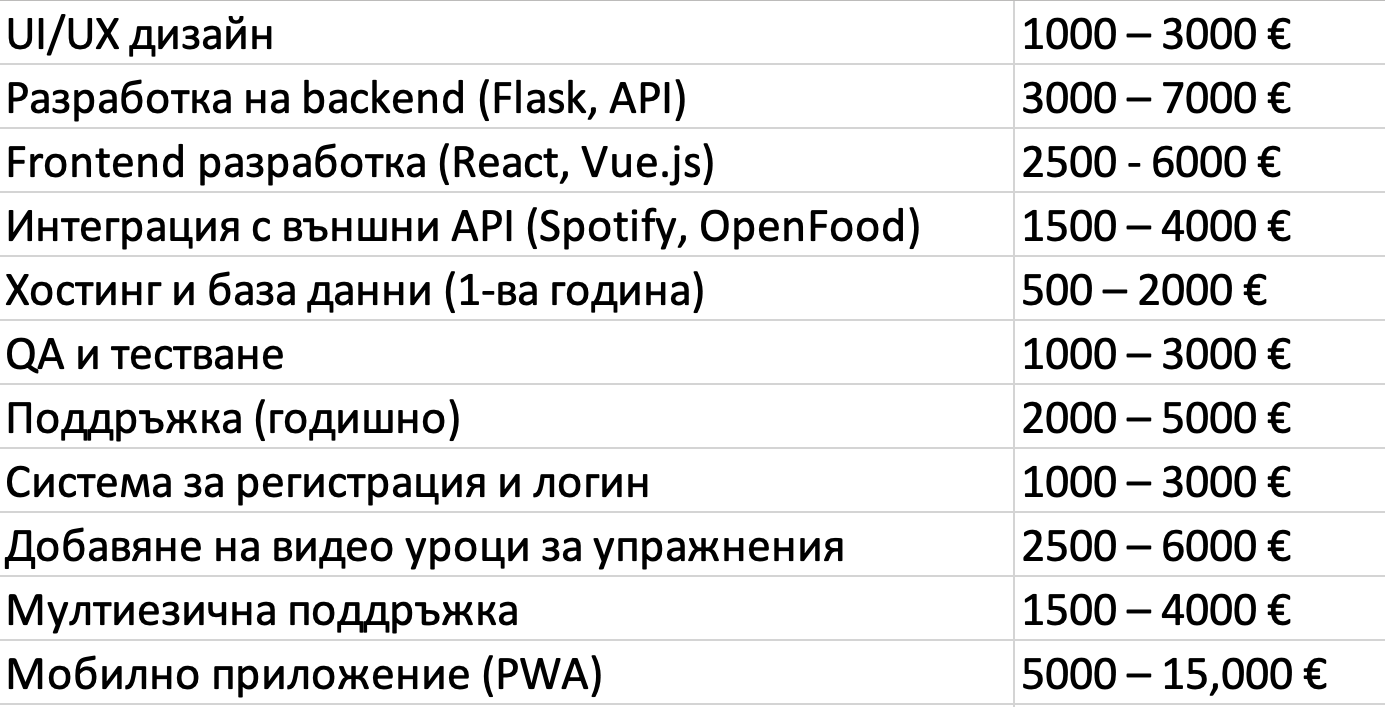 UI/UX дизайн 1000 – 3000 €
Разработка на backend (Flask, API) 3000 – 7000 €
Frontend разработка (React, Vue.js) 2500 - 6000 €
Интеграция с външни API (Spotify, OpenFood) 1500 – 4000 €
Хостинг и база данни (1-ва година) 500 – 2000 €
QA и тестване 1000 – 3000 €
Поддръжка (годишно) 2000 – 5000 €
Система за регистрация и логин 1000 – 3000 €
Добавяне на видео уроци за упражнения 2500 – 6000 €
Мултиезична поддръжка 1500 – 4000 €
Мобилно приложение (PWA) 5000 – 15,000 €